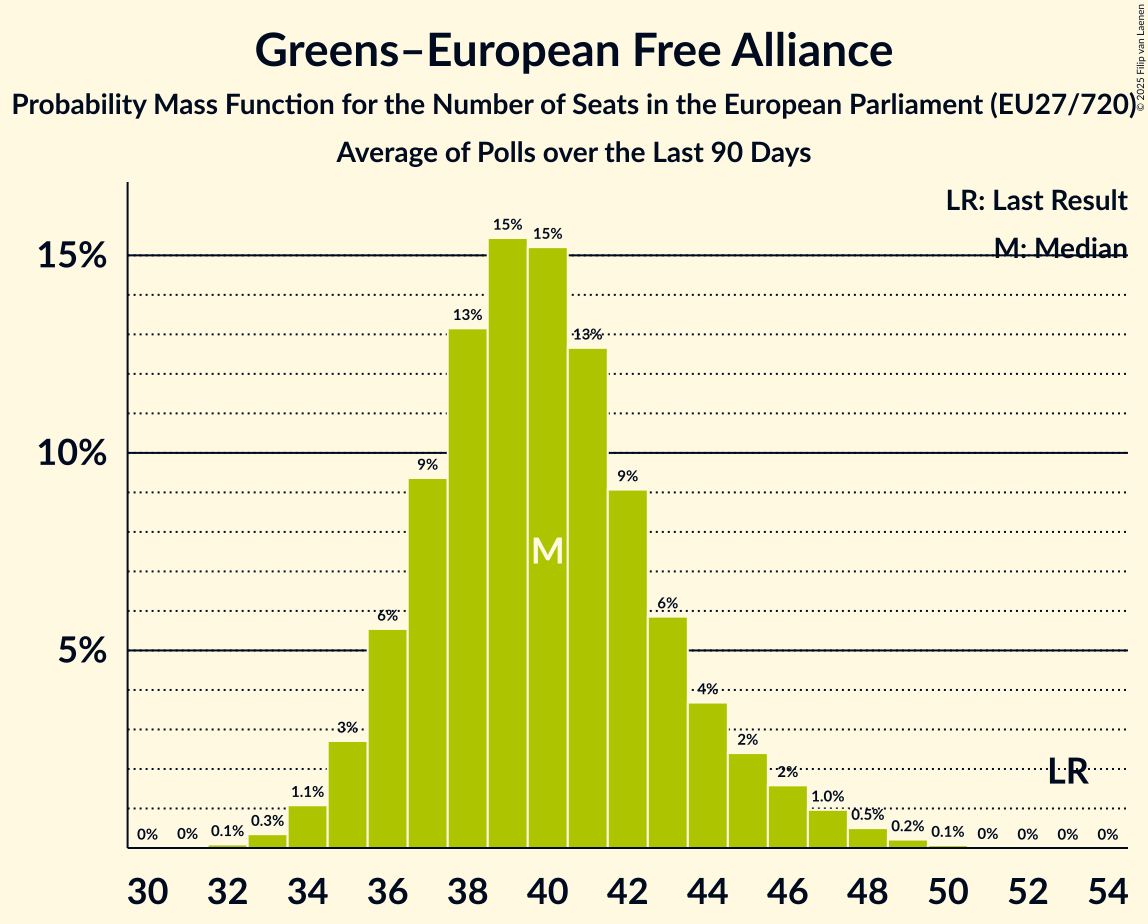 Greens–European Free Alliance
Probability Mass Function for the Number of Seats in the European Parliament (EU27/720)
Average of Polls over the Last 90 Days
© 2025 Filip van Laenen
LR: Last Result
M: Median
15%
10%
5%
0% 0% 0.1% 0.3% 1.1% 3% 6% 9% 13% 15% 15% 13% 9% 6% 4% 2% 2% 1.0% 0.5% 0.2% 0.1% 0% 0% 0% 0%
M
LR
30 32 34 36 38 40 42 44 46 48 50 52 54